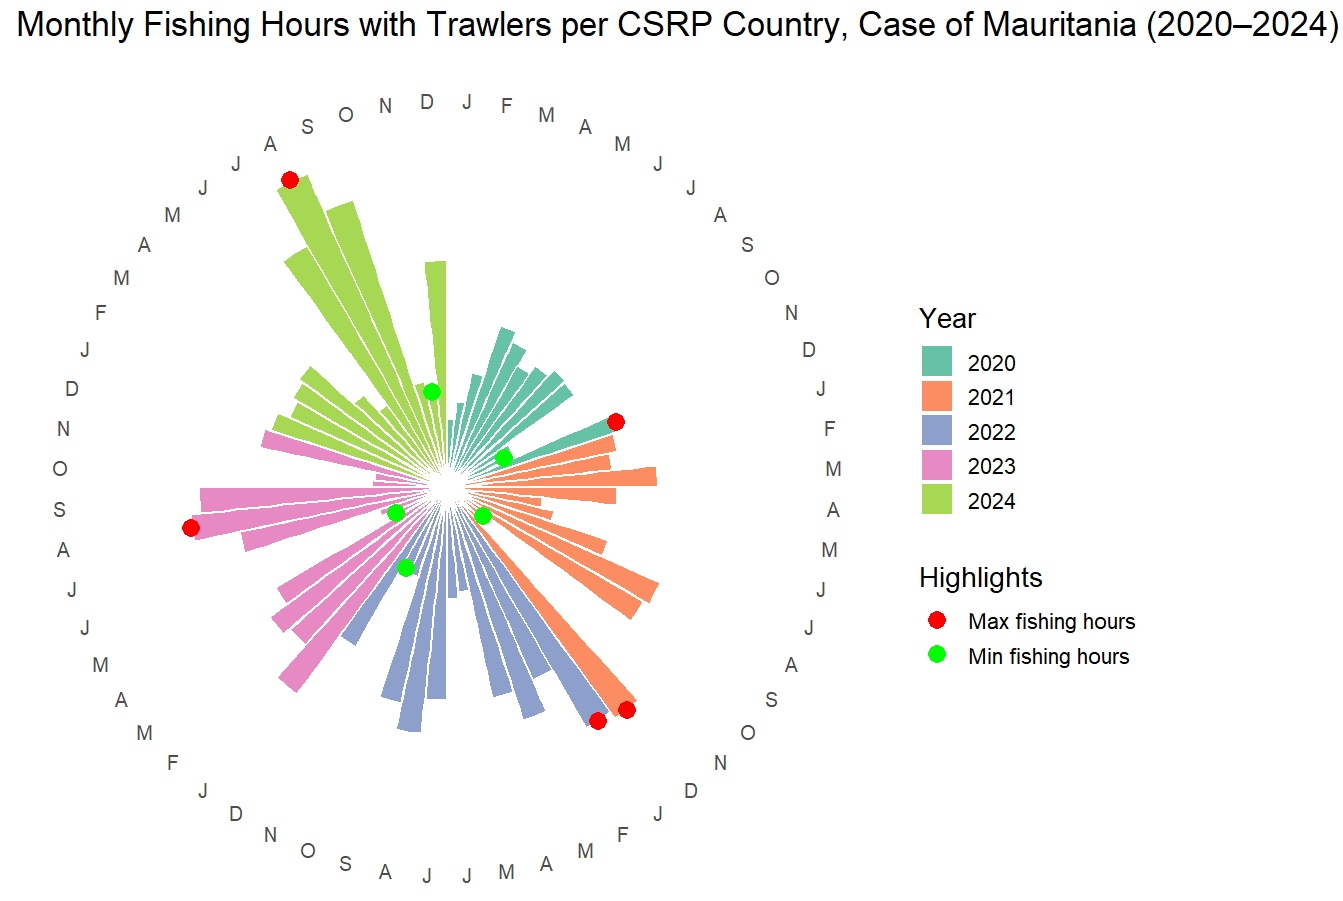 Monthly Fishing Hours with Trawlers per CSRP Country, Case of Mauritania (2020–2024)
J
F
M
A
M
J
J
A
S
O
N
D
J
F
M
A
M
J
J
A
S
O
N
D
J
F
M
A
M
J
J
A
S
O
N
D
J
F
M
A
M
J
J
A
S
O
N
D
J
F
M
A
M
J
J
A
S
O
N
D
Year
2020
2021
2022
2023
2024
Highlights
Max fishing hours
Min fishing hours